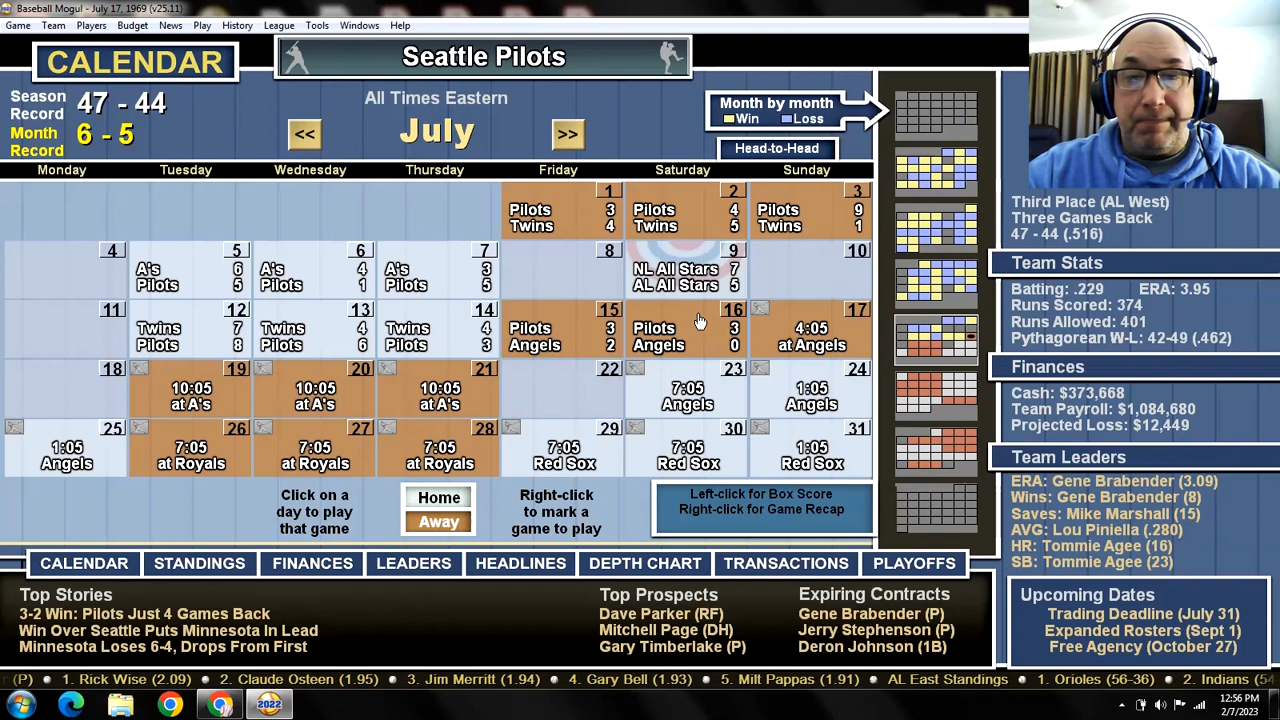 Baseball Mogul - July 17, 1969 (v25.11)
Game Team Players Budget News Play History League Tools Windows Help
CALENDAR
Seattle Pilots
Season Record 47 - 44
Month Record 6 - 5
All Times Eastern
<< July >>
Month by month
Win Loss
Head-to-Head
Monday Tuesday Wednesday Thursday Friday Saturday Sunday
1 2 3
Pilots 3 Pilots 4 Pilots 9
Twins 4 Twins 5 Twins 1
4 5 6 7 8 9 10
A's 6 A's 4 A's 3 NL All Stars 7
Pilots 5 Pilots 1 Pilots 5 AL All Stars 5
11 12 13 14 15 16 17
Twins 7 Twins 4 Twins 4 Pilots 3 Pilots 3 4:05
Pilots 8 Pilots 6 Pilots 3 Angels 2 Angels 0 at Angels
18 19 20 21 22 23 24
10:05 10:05 10:05 7:05 1:05
at A's at A's at A's Angels Angels
25 26 27 28 29 30 31
1:05 7:05 7:05 7:05 7:05 7:05 1:05
Angels at Royals at Royals at Royals Red Sox Red Sox Red Sox
Click on a day to play that game
Home
Away
Right-click to mark a game to play
Left-click for Box Score
Right-click for Game Recap
Third Place (AL West)
Three Games Back
47 - 44 (.516)
Team Stats
Batting: .229 ERA: 3.95
Runs Scored: 374
Runs Allowed: 401
Pythagorean W-L: 42-49 (.462)
Finances
Cash: $373,668
Team Payroll: $1,084,680
Projected Loss: $12,449
Team Leaders
ERA: Gene Brabender (3.09)
Wins: Gene Brabender (8)
Saves: Mike Marshall (15)
AVG: Lou Piniella (.280)
HR: Tommie Agee (16)
SB: Tommie Agee (23)
CALENDAR STANDINGS FINANCES LEADERS HEADLINES DEPTH CHART TRANSACTIONS PLAYOFFS
Top Stories
3-2 Win: Pilots Just 4 Games Back
Win Over Seattle Puts Minnesota In Lead
Minnesota Loses 6-4, Drops From First
Top Prospects
Dave Parker (RF)
Mitchell Page (DH)
Gary Timberlake (P)
Expiring Contracts
Gene Brabender (P)
Jerry Stephenson (P)
Deron Johnson (1B)
Upcoming Dates
Trading Deadline (July 31)
Expanded Rosters (Sept 1)
Free Agency (October 27)
(P) • 1. Rick Wise (2.09) • 2. Claude Osteen (1.95) • 3. Jim Merritt (1.94) • 4. Gary Bell (1.93) • 5. Milt Pappas (1.91) • AL East Standings • 1. Orioles (56-36) • 2. Indians (54
2022
12:56 PM
2/7/2023